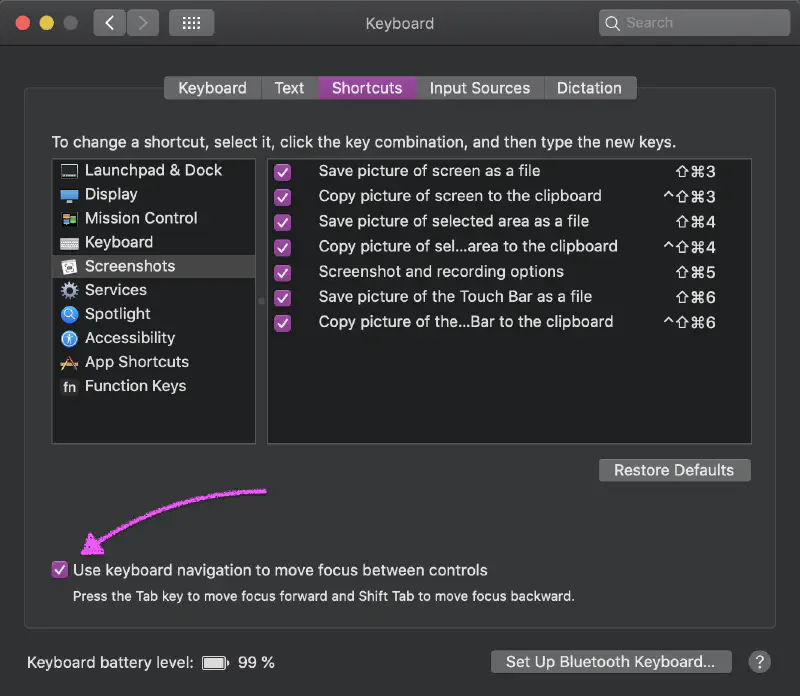 Keyboard
Search
Keyboard Text Shortcuts Input Sources Dictation
To change a shortcut, select it, click the key combination, and then type the new keys.
Launchpad & Dock
Display
Mission Control
Keyboard
Screenshots
Services
Spotlight
Accessibility
App Shortcuts
fn Function Keys
Save picture of screen as a file ⇧⌘3
Copy picture of screen to the clipboard ^⇧⌘3
Save picture of selected area as a file ⇧⌘4
Copy picture of sel...area to the clipboard ^⇧⌘4
Screenshot and recording options ⇧⌘5
Save picture of the Touch Bar as a file ⇧⌘6
Copy picture of the...Bar to the clipboard ^⇧⌘6
Restore Defaults
Use keyboard navigation to move focus between controls
Press the Tab key to move focus forward and Shift Tab to move focus backward.
Keyboard battery level: 99 %
Set Up Bluetooth Keyboard... ?